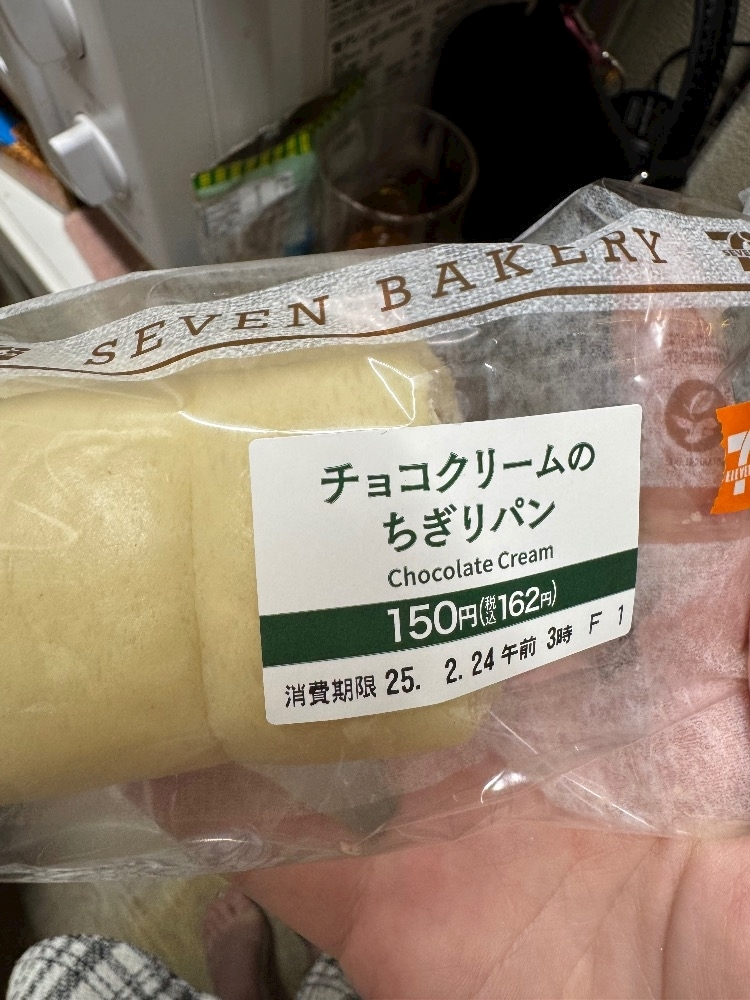 SEVEN BAKERY
チョコクリームの
ちぎりパン
Chocolate Cream
150円(税込162円)
消費期限 25. 2.24午前 3時 F 1